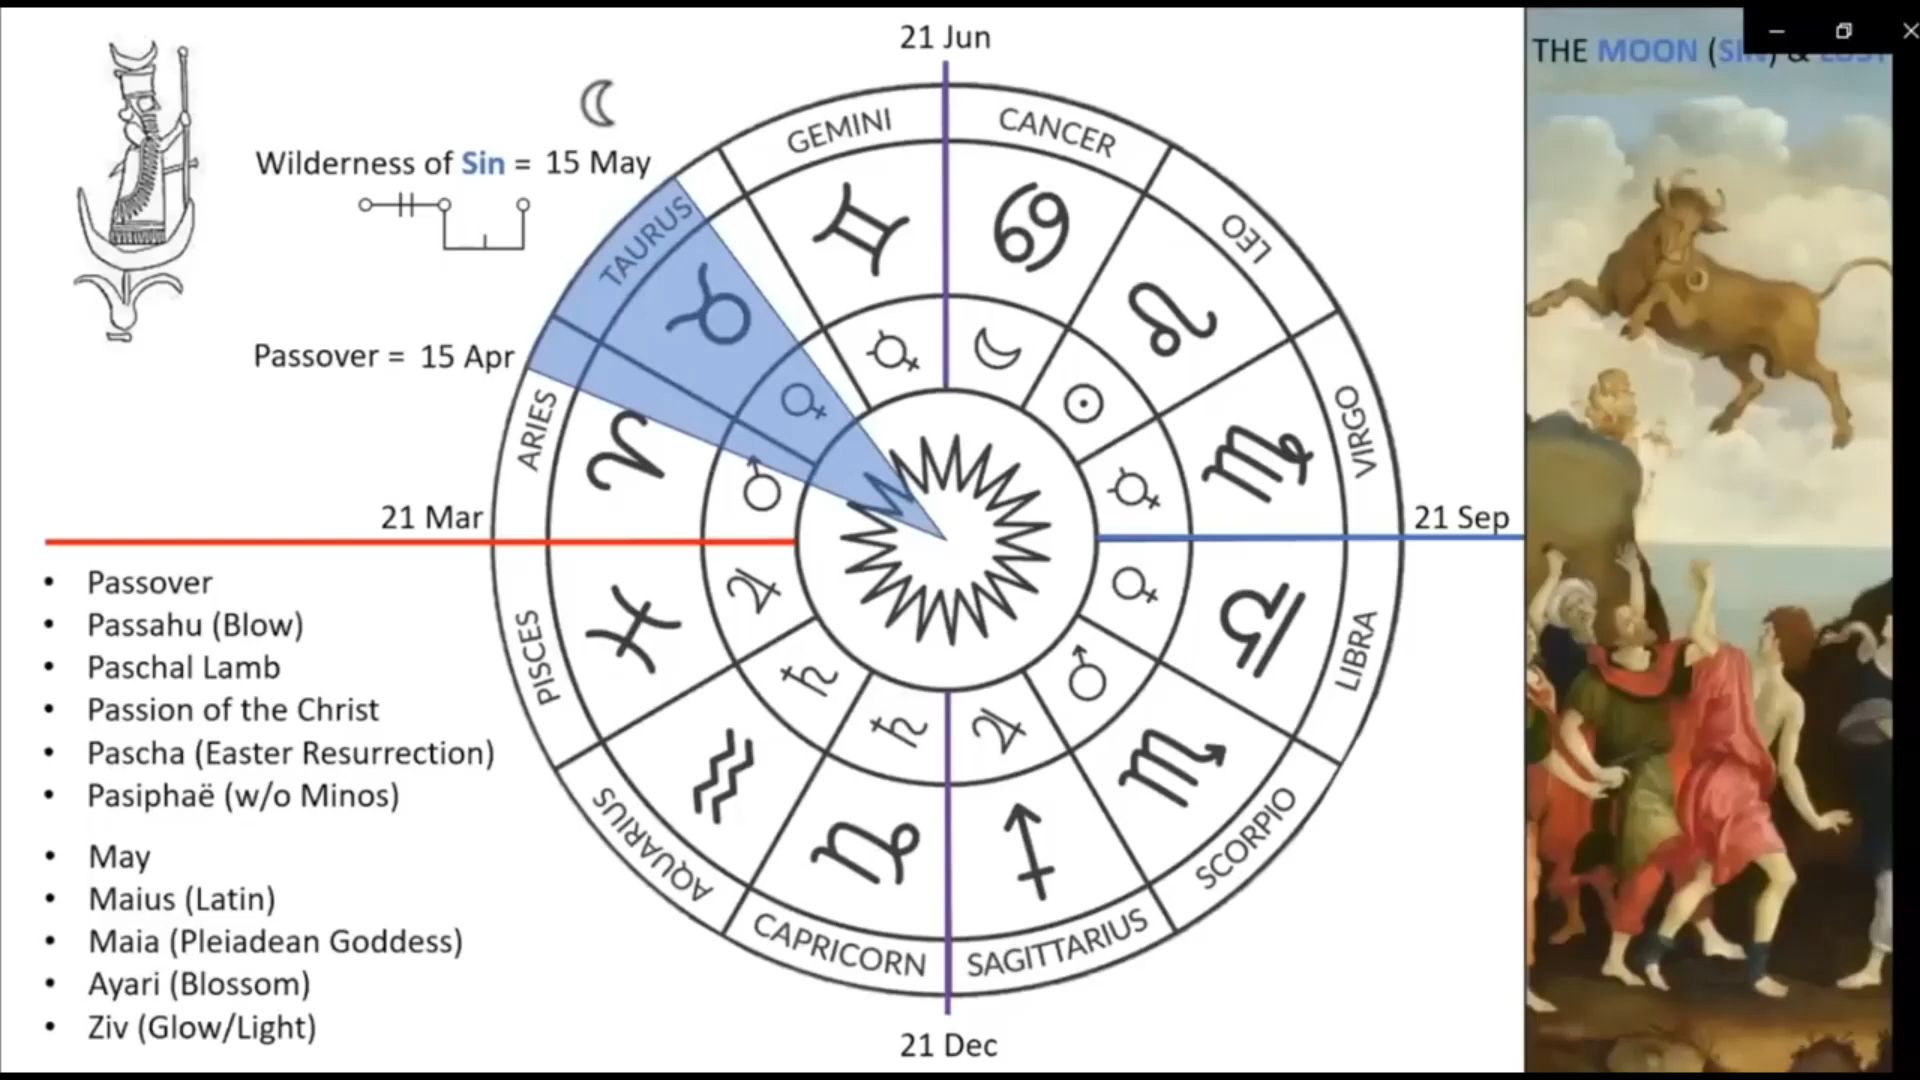 21 Jun
THE MOON (SIN) & LUST
Wilderness of Sin = 15 May
Passover = 15 Apr
21 Mar
21 Sep
21 Dec
GEMINI
CANCER
LEO
VIRGO
LIBRA
SCORPIO
SAGITTARIUS
CAPRICORN
AQUARIUS
PISCES
ARIES
TAURUS
• Passover
• Passahu (Blow)
• Paschal Lamb
• Passion of the Christ
• Pascha (Easter Resurrection)
• Pasiphaë (w/o Minos)
• May
• Maius (Latin)
• Maia (Pleiadean Goddess)
• Ayari (Blossom)
• Ziv (Glow/Light)